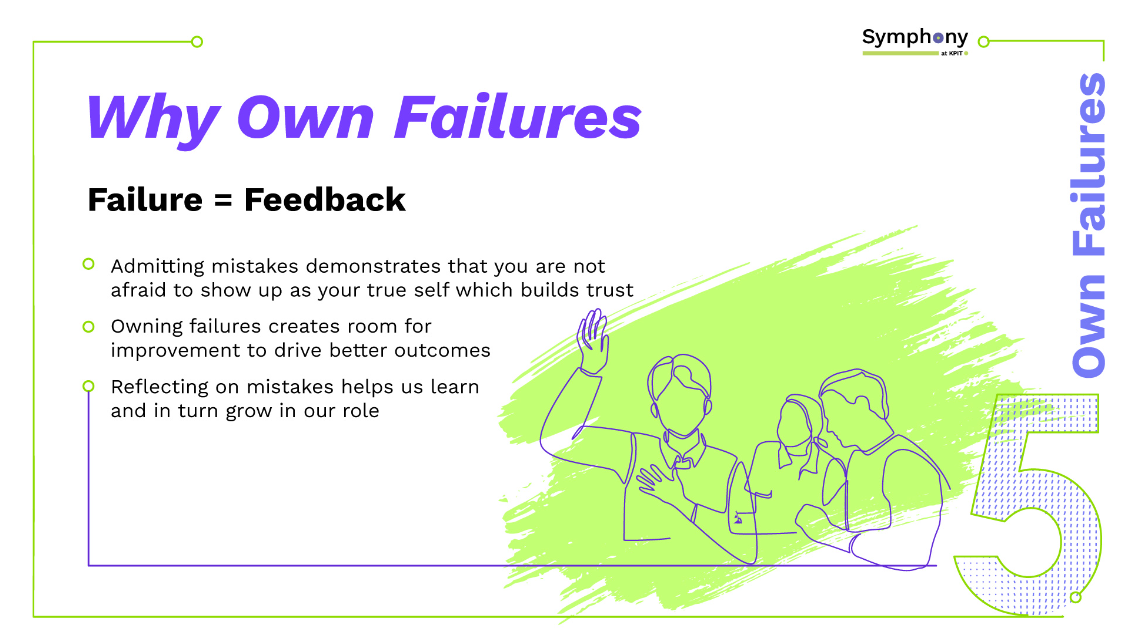 Symphony
at KPIT
Why Own Failures
Failure = Feedback
Admitting mistakes demonstrates that you are not
afraid to show up as your true self which builds trust
Owning failures creates room for
improvement to drive better outcomes
Reflecting on mistakes helps us learn
and in turn grow in our role
Own Failures
5